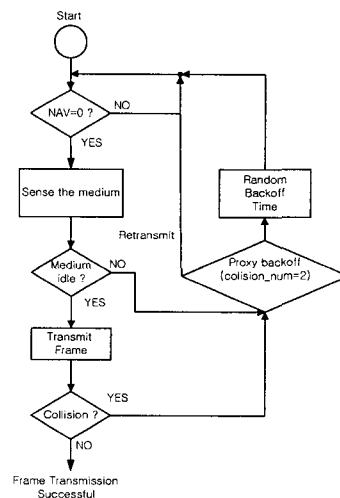 Start
NAV=0 ?
NO
YES
Sense the medium
Random
Backoff
Time
Retransmit
Medium
idle ?
NO
Proxy backoff
(colision_num=2)
YES
Transmit
Frame
YES
Collision ?
NO
Frame Transmission
Successful